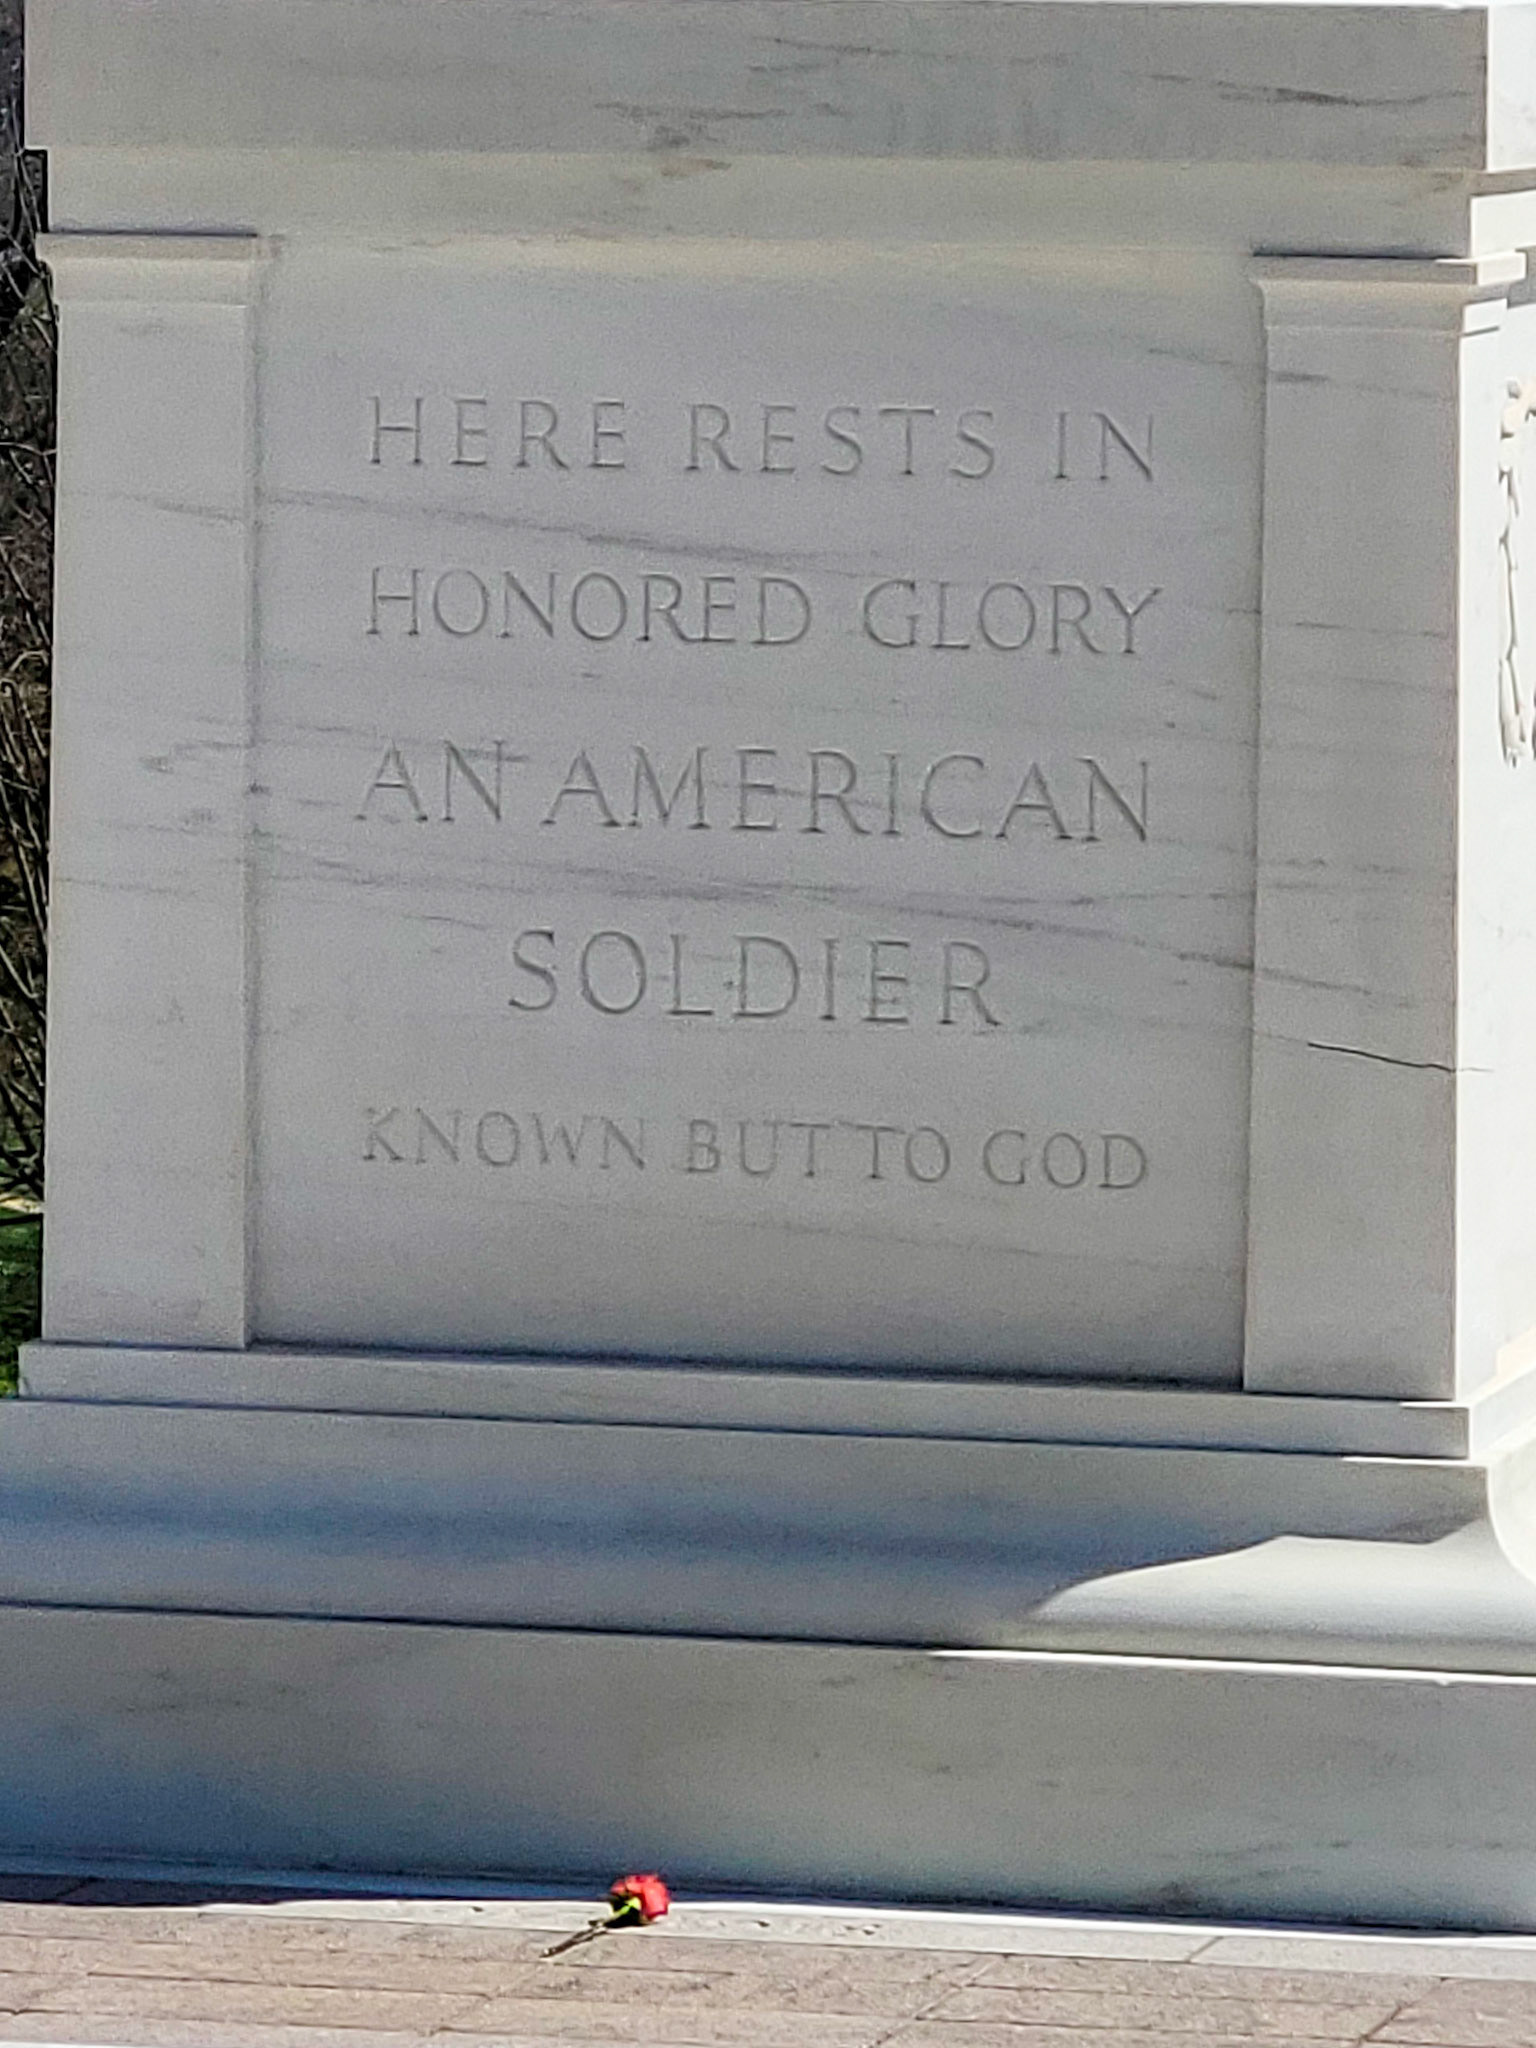 HERE RESTS IN
HONORED GLORY
AN AMERICAN
SOLDIER
KNOWN BUT TO GOD